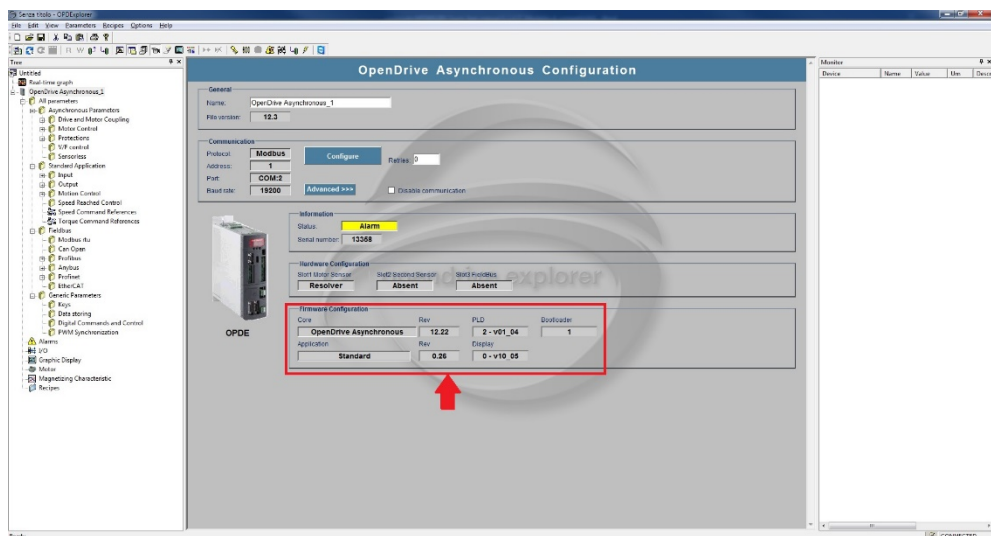 Senza titolo - OPDExplorer
File Edit View Parameters Recipes Options Help
Tree
Untitled
Real-time graph
OpenDrive Asynchronous_1
All parameters
Asynchronous Parameters
Drive and Motor Coupling
Motor Control
Protections
V/F control
Sensorless
Standard Application
Input
Output
Motion Control
Speed Reached Control
Speed Command References
Torque Command References
Fieldbus
Modbus rtu
Can Open
Profibus
Anybus
Profinet
EtherCAT
Generic Parameters
Keys
Data storing
Digital Commands and Control
PWM Synchronization
Alarms
I/O
Graphic Display
Motor
Magnetizing Characteristic
Recipes
OpenDrive Asynchronous Configuration
General
Name: OpenDrive Asynchronous_1
File version: 12.3
Communication
Protocol: Modbus Configure Retries 0
Address: 1
Port: COM:2
Baud rate: 19200 Advanced >>> Disable communication
OPDE
Information
Status: Alarm
Serial number: 13358
Hardware Configuration
Slot1 Motor Sensor Slot2 Second Sensor Slot3 FieldBus
Resolver Absent Absent
explorer
Firmware Configuration
Core Rev PLD Bootloader
OpenDrive Asynchronous 12.22 2 - v01_04 1
Application Rev Display
Standard 0.26 0 - v10_05
Monitor
Device Name Value Um Descr
CONNECTED